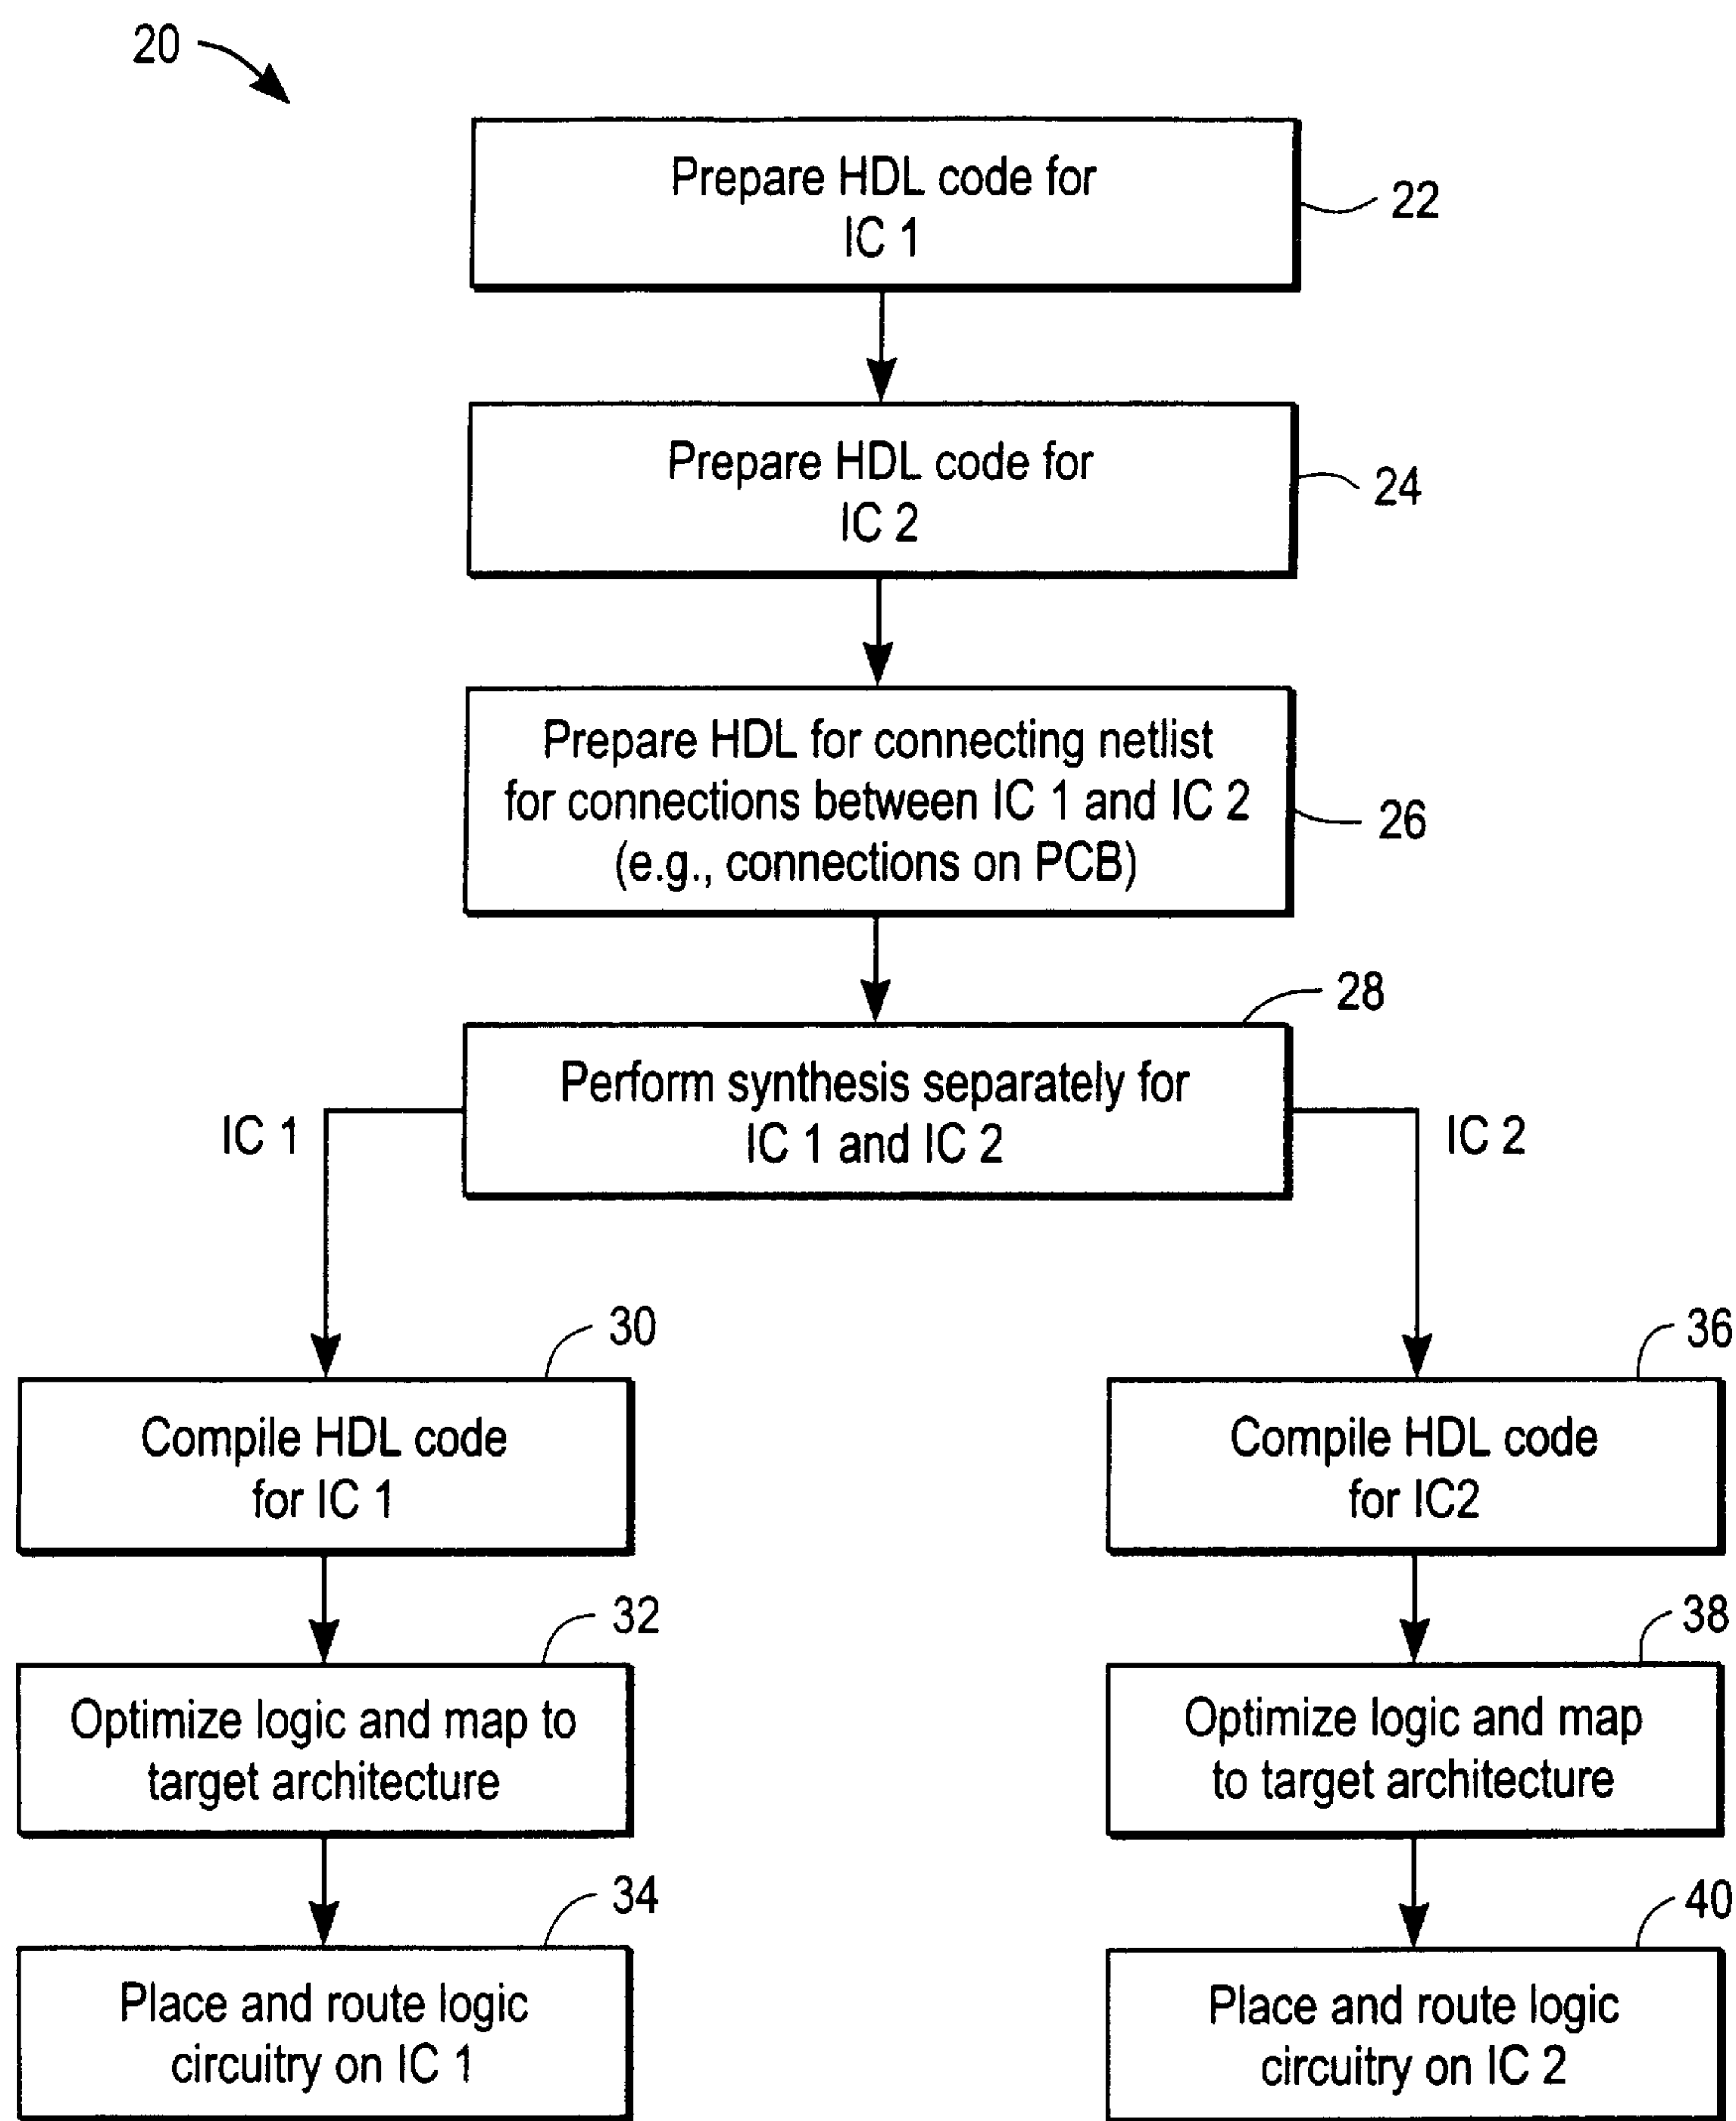 20
Prepare HDL code for
IC 1
22
Prepare HDL code for
IC 2
24
Prepare HDL for connecting netlist
for connections between IC 1 and IC 2
(e.g., connections on PCB)
26
28
Perform synthesis separately for
IC 1 and IC 2
IC 1
IC 2
30
Compile HDL code
for IC 1
32
Optimize logic and map to
target architecture
34
Place and route logic
circuitry on IC 1
36
Compile HDL code
for IC2
38
Optimize logic and map
to target architecture
40
Place and route logic
circuitry on IC 2